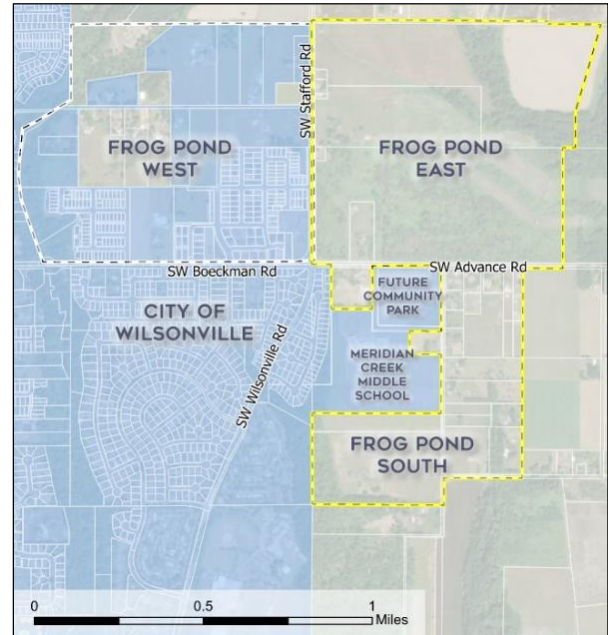 SW Stafford Rd
FROG POND
WEST
FROG POND
EAST
SW Boeckman Rd
SW Advance Rd
FUTURE
COMMUNITY
PARK
CITY OF
WILSONVILLE
SW Wilsonville Rd
MERIDIAN
CREEK
MIDDLE
SCHOOL
FROG POND
SOUTH
0 0.5 1
Miles